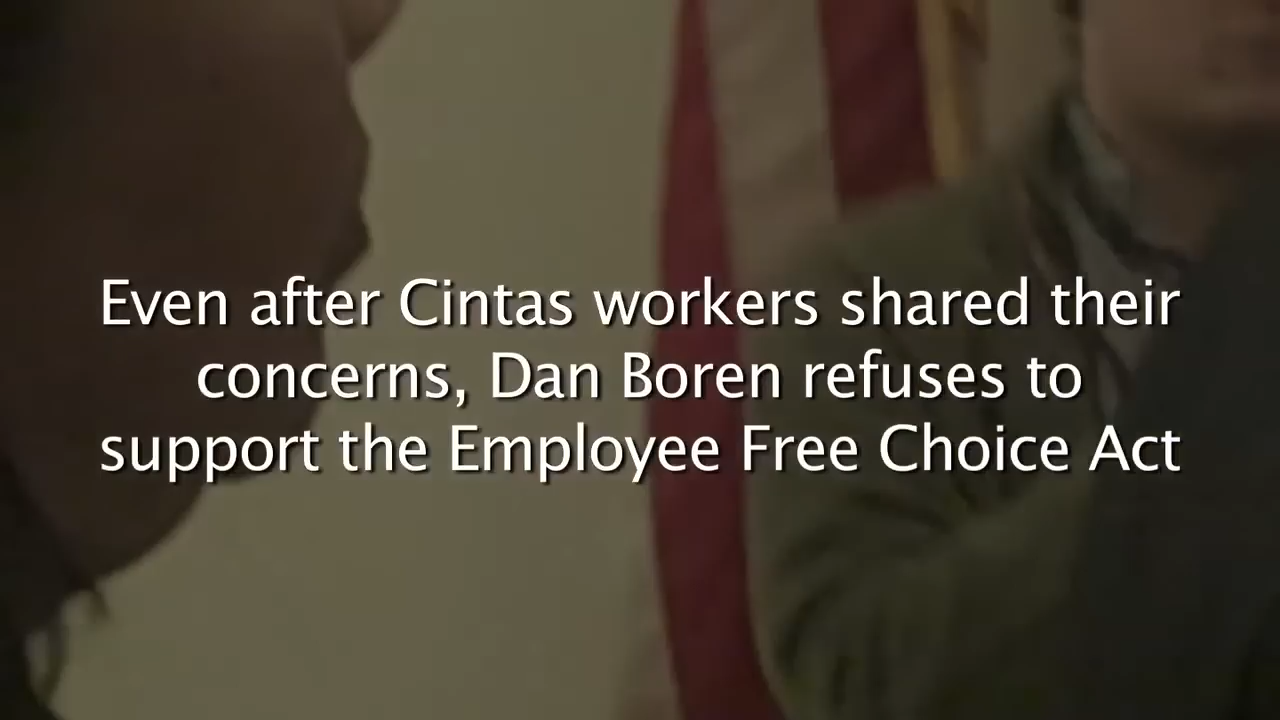 Even after Cintas workers shared their
concerns, Dan Boren refuses to
support the Employee Free Choice Act